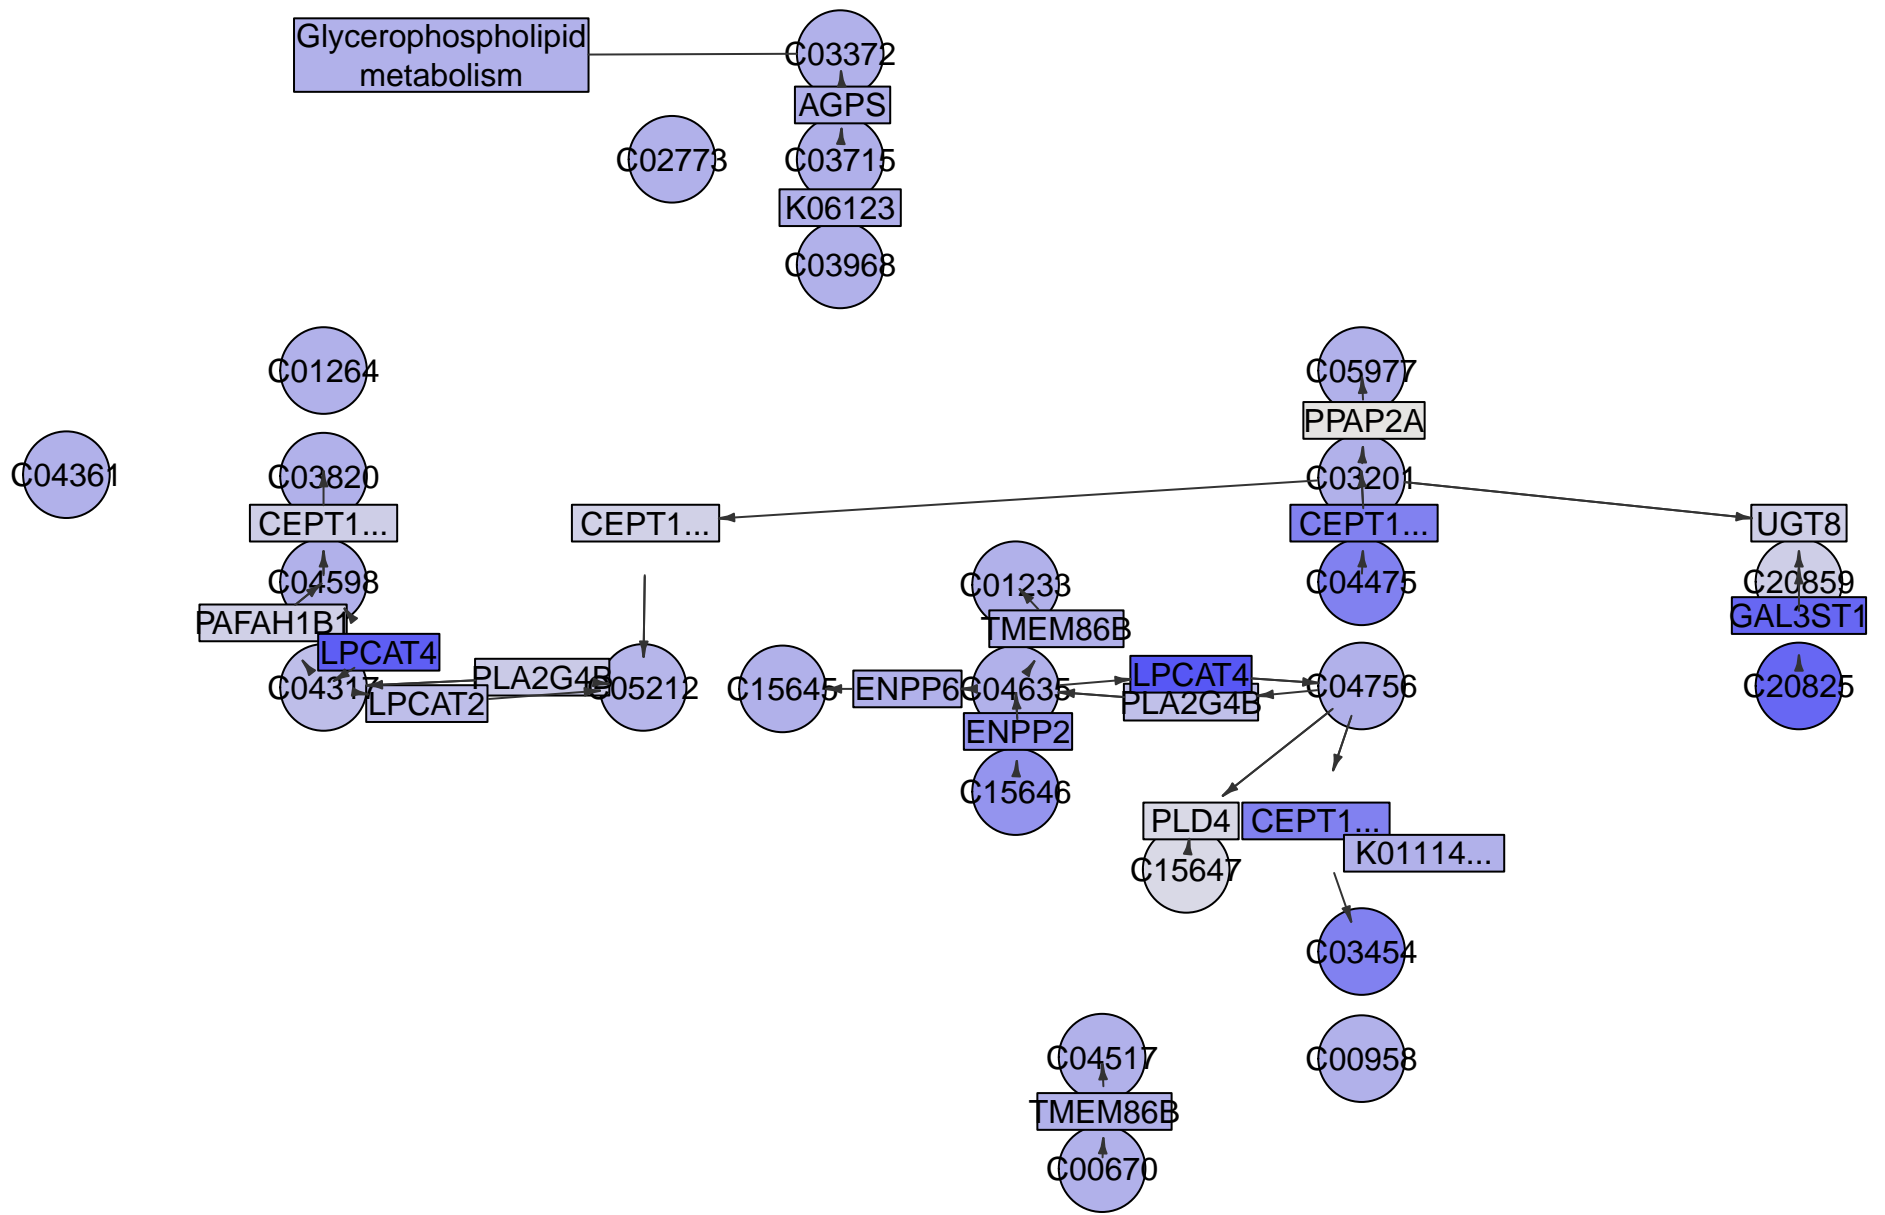 Glycerophospholipid
metabolism
C03372
AGPS
C02773
C03715
K06123
C03968
C01264
C05977
PPAP2A
C04361
C03820
C03201
CEPT1...
CEPT1...
CEPT1...
UGT8
C04598
C01233
C04475
C20859
PAFAH1B1
TMEM86B
GAL3ST1
LPCAT4
C04317
PLA2G4B
LPCAT2
C05212
C15645
ENPP6
C04635
LPCAT4
PLA2G4B
C04756
C20825
ENPP2
C15646
PLD4
CEPT1...
K01114...
C15647
C03454
C04517
C00958
TMEM86B
C00670